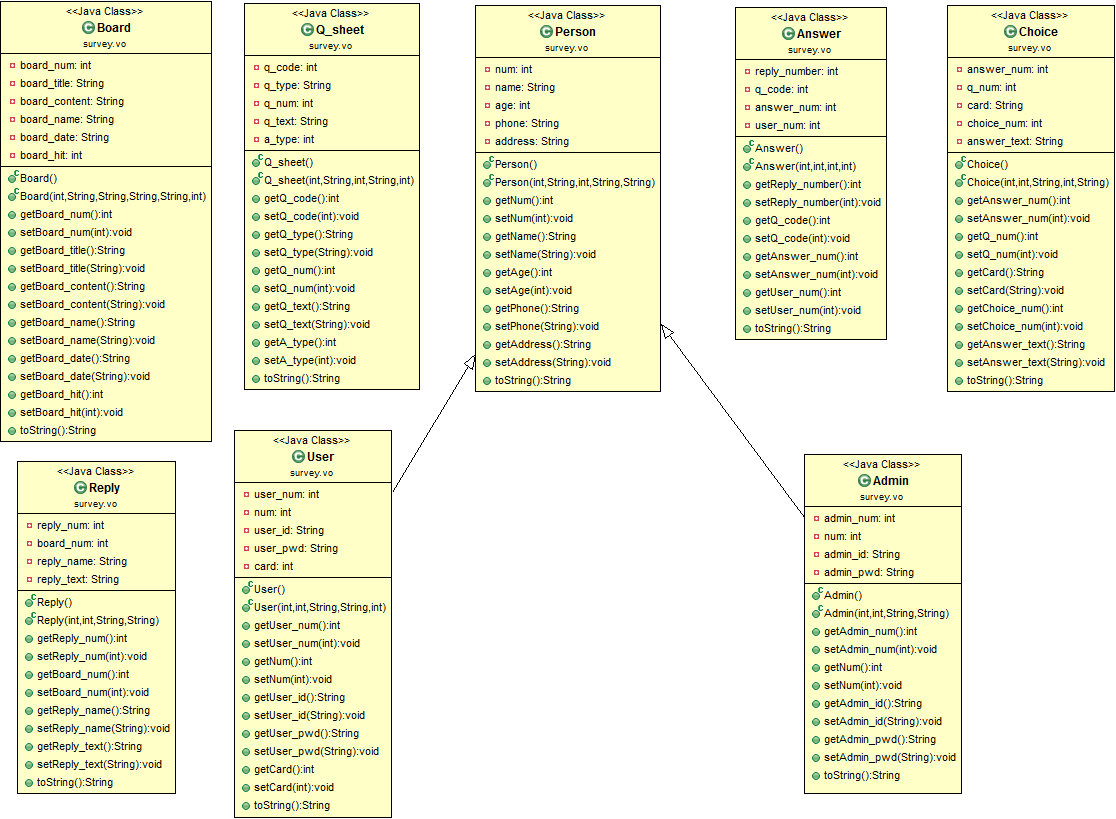 <<Java Class>>
Board
survey.vo
board_num: int
board_title: String
board_content: String
board_name: String
board_date: String
board_hit: int
Board()
Board(int,String,String,String,String,int)
getBoard_num():int
setBoard_num(int):void
getBoard_title():String
setBoard_title(String):void
getBoard_content():String
setBoard_content(String):void
getBoard_name():String
setBoard_name(String):void
getBoard_date():String
setBoard_date(String):void
getBoard_hit():int
setBoard_hit(int):void
toString():String
<<Java Class>>
Q_sheet
survey.vo
q_code: int
q_type: String
q_num: int
q_text: String
a_type: int
Q_sheet()
Q_sheet(int,String,int,String,int)
getQ_code():int
setQ_code(int):void
getQ_type():String
setQ_type(String):void
getQ_num():int
setQ_num(int):void
getQ_text():String
setQ_text(String):void
getA_type():int
setA_type(int):void
toString():String
<<Java Class>>
Person
survey.vo
num: int
name: String
age: int
phone: String
address: String
Person()
Person(int,String,int,String,String)
getNum():int
setNum(int):void
getName():String
setName(String):void
getAge():int
setAge(int):void
getPhone():String
setPhone(String):void
getAddress():String
setAddress(String):void
toString():String
<<Java Class>>
Answer
survey.vo
reply_number: int
q_code: int
answer_num: int
user_num: int
Answer()
Answer(int,int,int,int)
getReply_number():int
setReply_number(int):void
getQ_code():int
setQ_code(int):void
getAnswer_num():int
setAnswer_num(int):void
getUser_num():int
setUser_num(int):void
toString():String
<<Java Class>>
Choice
survey.vo
answer_num: int
q_num: int
card: String
choice_num: int
answer_text: String
Choice()
Choice(int,int,String,int,String)
getAnswer_num():int
setAnswer_num(int):void
getQ_num():int
setQ_num(int):void
getCard():String
setCard(String):void
getChoice_num():int
setChoice_num(int):void
getAnswer_text():String
setAnswer_text(String):void
toString():String
<<Java Class>>
Reply
survey.vo
reply_num: int
board_num: int
reply_name: String
reply_text: String
Reply()
Reply(int,int,String,String)
getReply_num():int
setReply_num(int):void
getBoard_num():int
setBoard_num(int):void
getReply_name():String
setReply_name(String):void
getReply_text():String
setReply_text(String):void
toString():String
<<Java Class>>
User
survey.vo
user_num: int
num: int
user_id: String
user_pwd: String
card: int
User()
User(int,int,String,String,int)
getUser_num():int
setUser_num(int):void
getNum():int
setNum(int):void
getUser_id():String
setUser_id(String):void
getUser_pwd():String
setUser_pwd(String):void
getCard():int
setCard(int):void
toString():String
<<Java Class>>
Admin
survey.vo
admin_num: int
num: int
admin_id: String
admin_pwd: String
Admin()
Admin(int,int,String,String)
getAdmin_num():int
setAdmin_num(int):void
getNum():int
setNum(int):void
getAdmin_id():String
setAdmin_id(String):void
getAdmin_pwd():String
setAdmin_pwd(String):void
toString():String